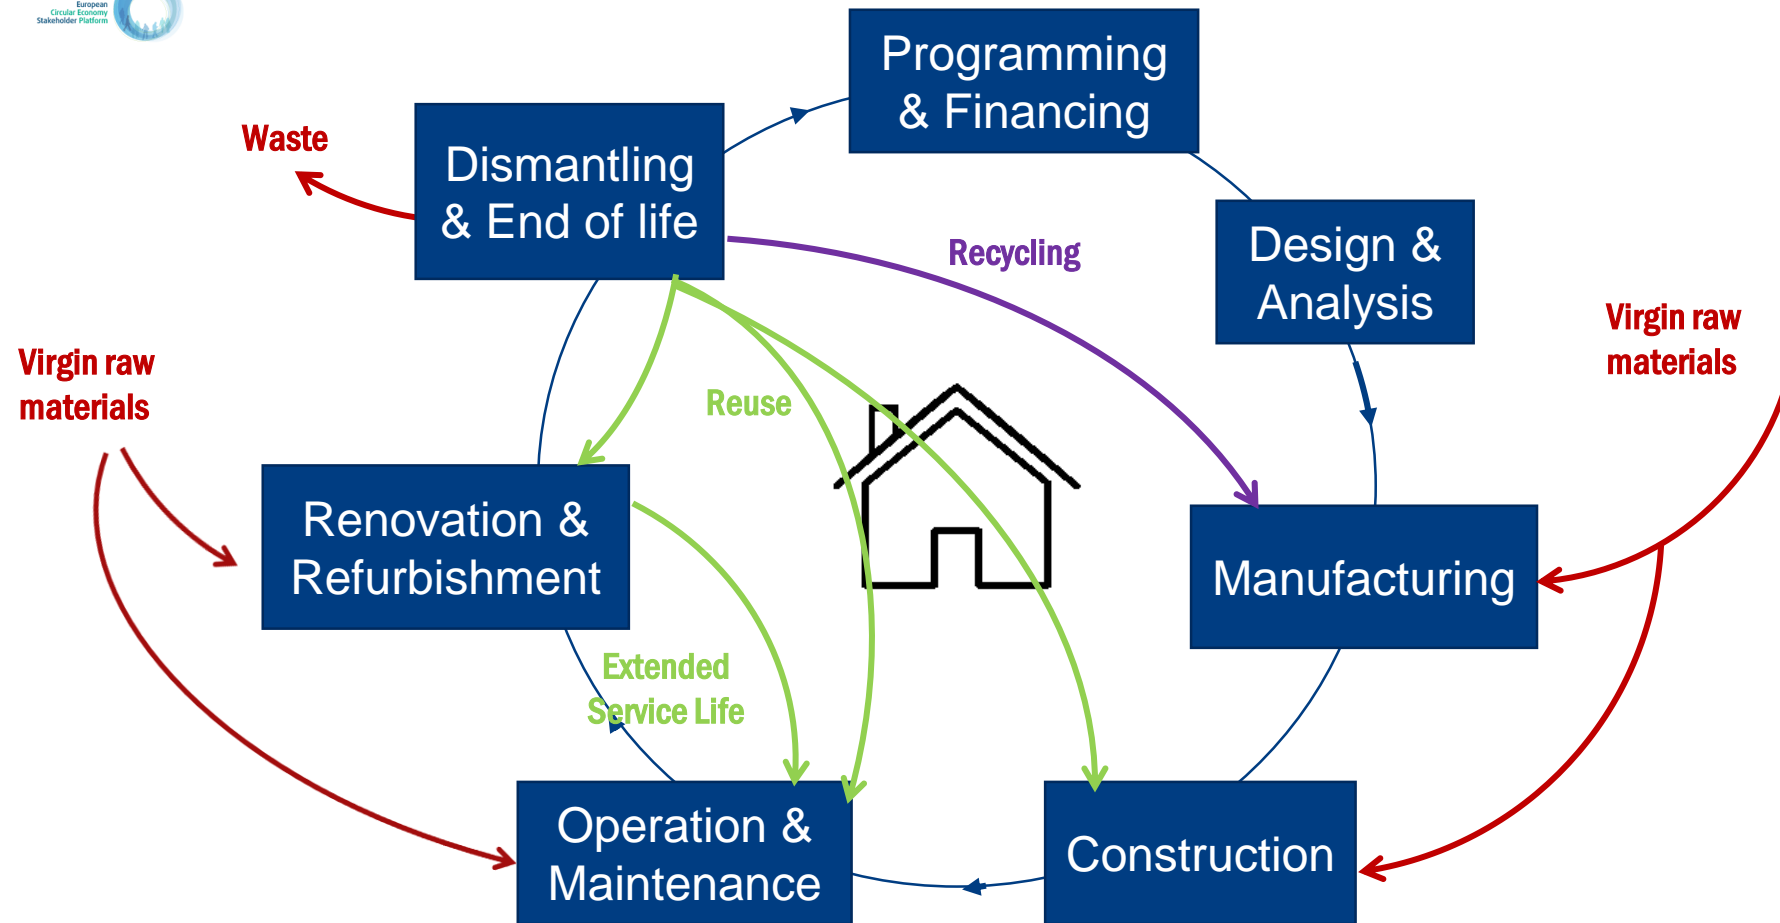 European
Circular Economy
Stakeholder Platform
Programming
& Financing
Waste
Dismantling
& End of life
Recycling
Design &
Analysis
Virgin raw
materials
Virgin raw
materials
Reuse
Renovation &
Refurbishment
Manufacturing
Extended
Service Life
Operation &
Maintenance
Construction